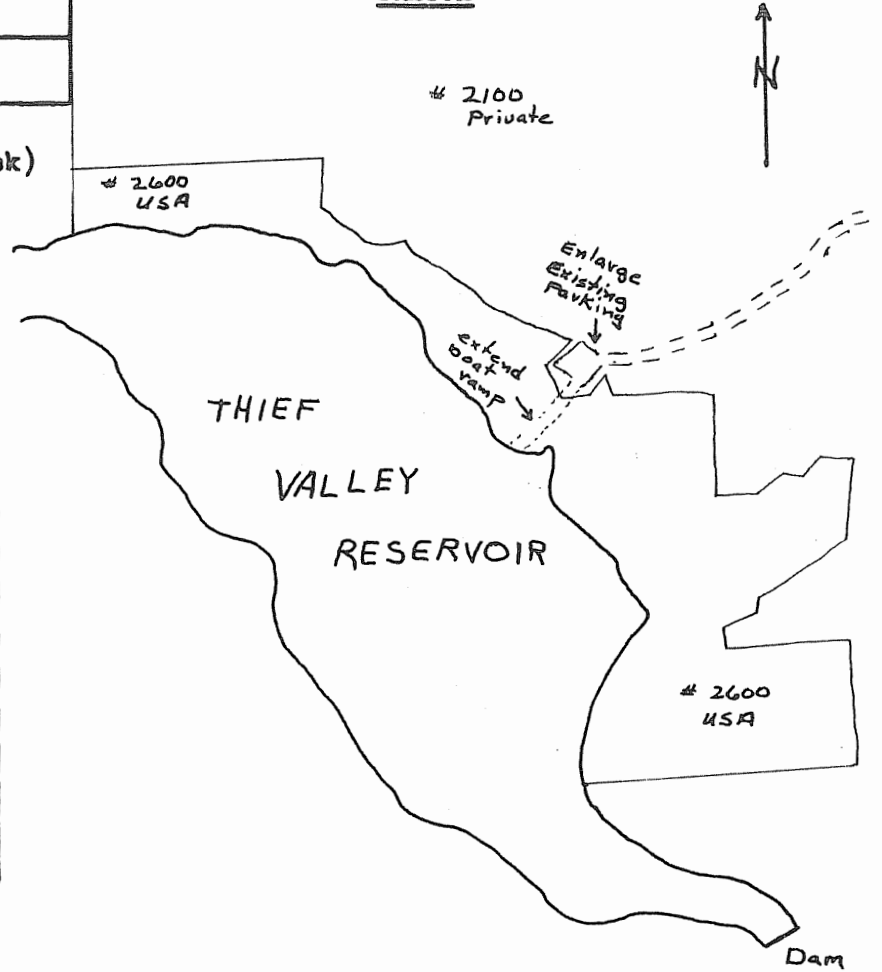 k)
# 2100
Private
N
# 2600
USA
Enlarge
Existing
Parking
extend
boat
ramp
THIEF
VALLEY
RESERVOIR
# 2600
USA
Dam